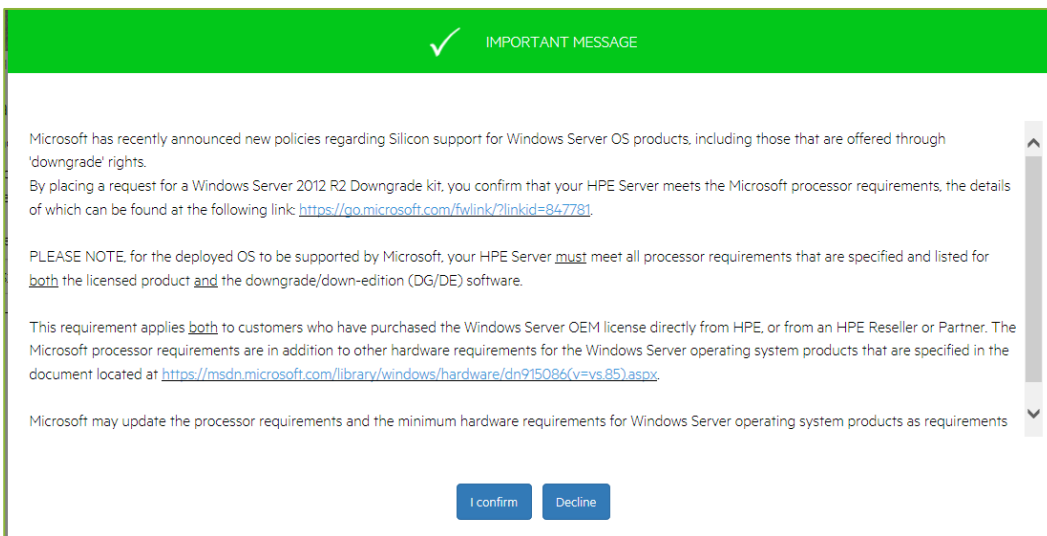 IMPORTANT MESSAGE
Microsoft has recently announced new policies regarding Silicon support for Windows Server OS products, including those that are offered through
'downgrade' rights.
By placing a request for a Windows Server 2012 R2 Downgrade kit, you confirm that your HPE Server meets the Microsoft processor requirements, the details
of which can be found at the following link: https://go.microsoft.com/fwlink/?linkid=847781.
PLEASE NOTE, for the deployed OS to be supported by Microsoft, your HPE Server must meet all processor requirements that are specified and listed for
both the licensed product and the downgrade/down-edition (DG/DE) software.
This requirement applies both to customers who have purchased the Windows Server OEM license directly from HPE, or from an HPE Reseller or Partner. The
Microsoft processor requirements are in addition to other hardware requirements for the Windows Server operating system products that are specified in the
document located at https://msdn.microsoft.com/library/windows/hardware/dn915086(v=vs.85).aspx.
Microsoft may update the processor requirements and the minimum hardware requirements for Windows Server operating system products as requirements
I confirm
Decline